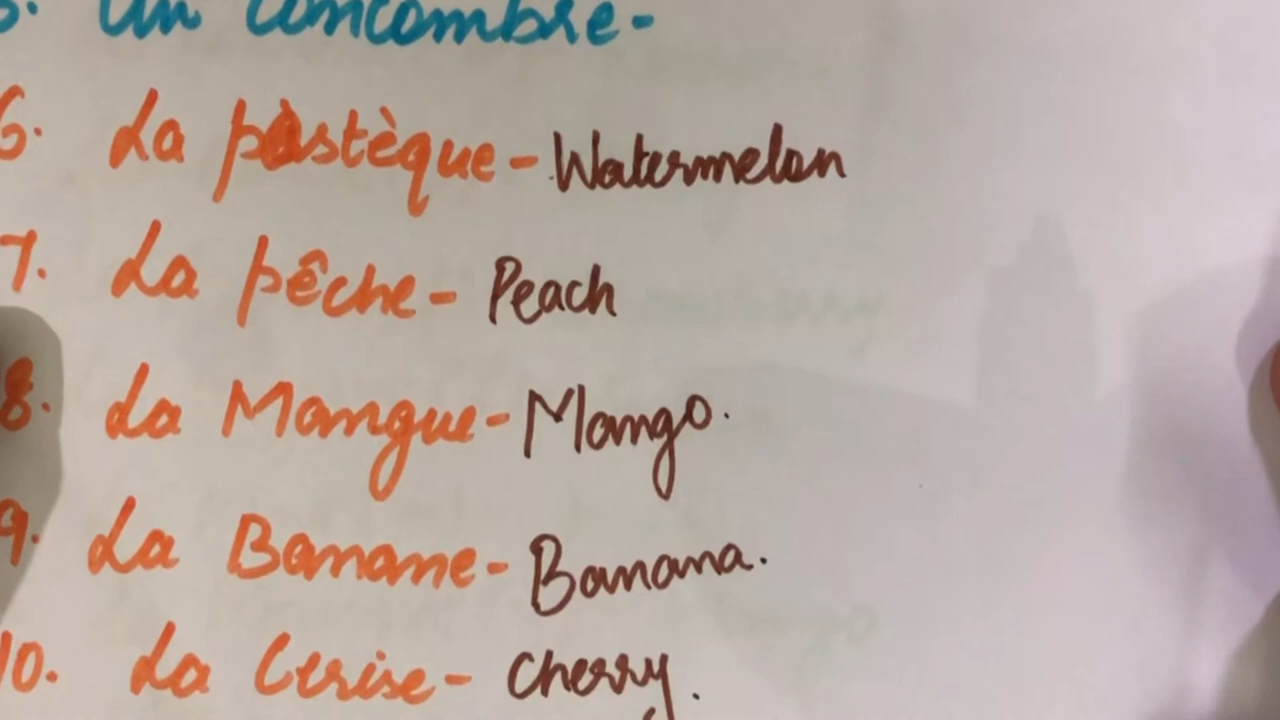 5. Un Concombre-
6. La pastèque - Watermelon
7. La pêche - Peach
8. La Mangue - Mango.
9. La Banane - Banana.
10. La Cerise - Cherry.